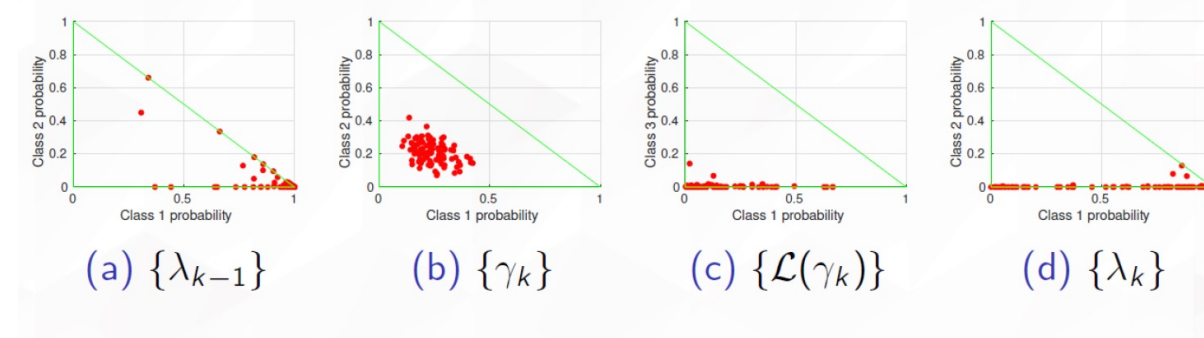 1
0.8
0.6
0.4
0.2
0
0 0.5 1
Class 2 probability
Class 1 probability
(a) {λk−1}
1
0.8
0.6
0.4
0.2
0
0 0.5 1
Class 2 probability
Class 1 probability
(b) {γk}
1
0.8
0.6
0.4
0.2
0
0 0.5 1
Class 3 probability
Class 1 probability
(c) {ℒ(γk)}
1
0.8
0.6
0.4
0.2
0
0 0.5
Class 2 probability
Class 1 probability
(d) {λk}